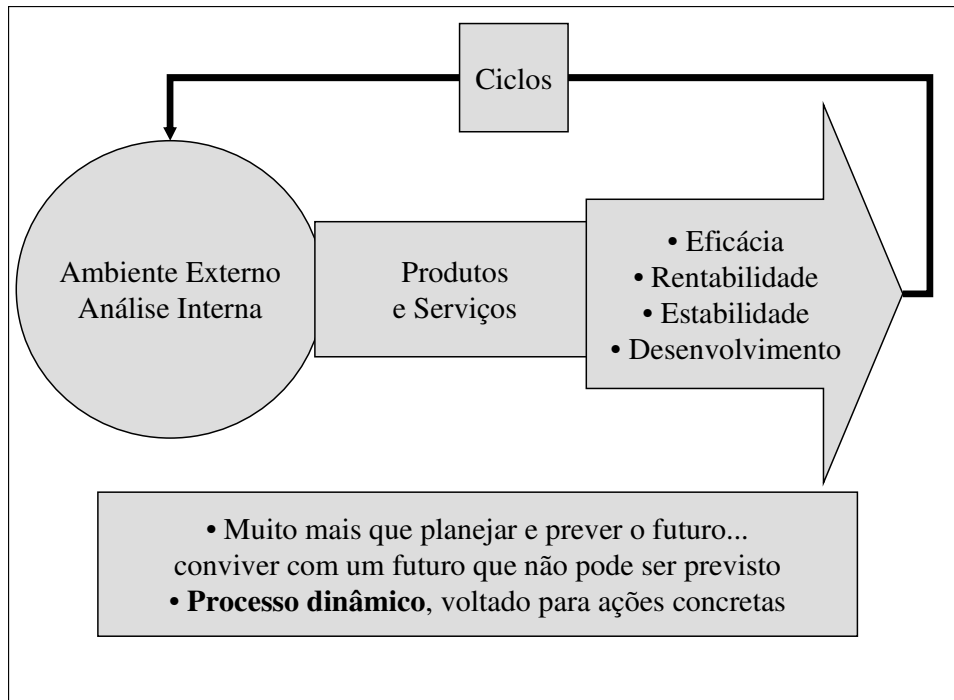 Ciclos
Ambiente Externo
Análise Interna
Produtos
e Serviços
• Eficácia
• Rentabilidade
• Estabilidade
• Desenvolvimento
• Muito mais que planejar e prever o futuro...
conviver com um futuro que não pode ser previsto
• Processo dinâmico, voltado para ações concretas